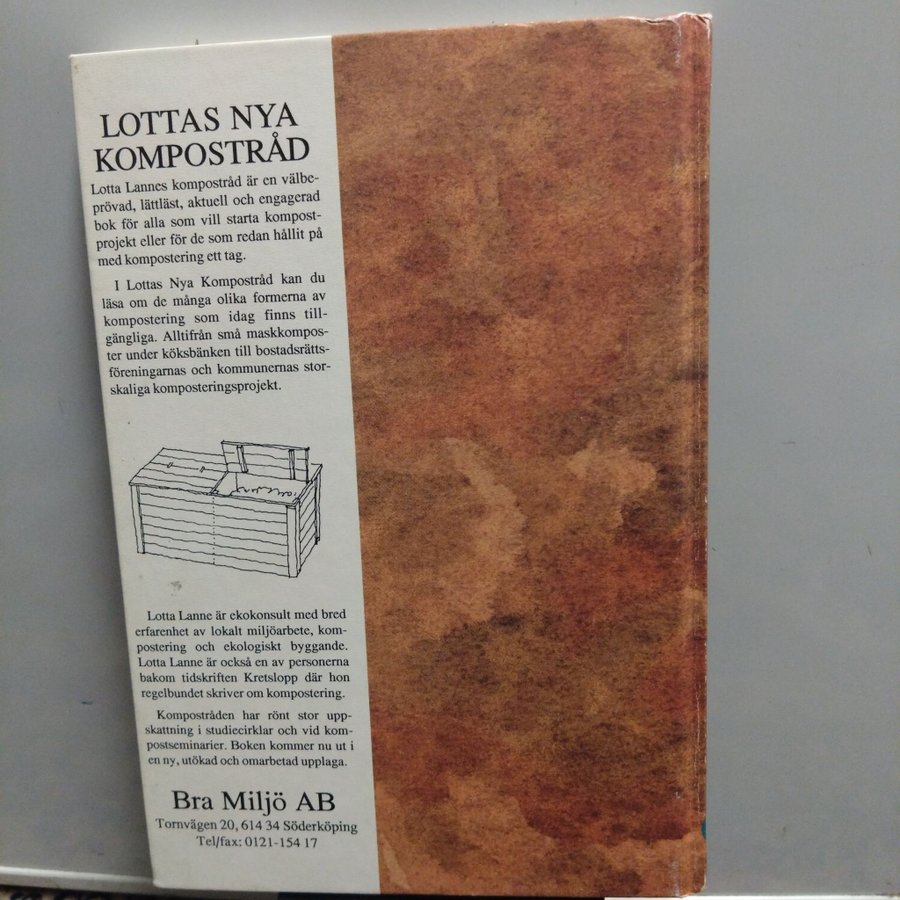 LOTTAS NYA
KOMPOSTRÅD
Lotta Lannes kompostråd är en välbe-
prövad, lättläst, aktuell och engagerad
bok för alla som vill starta kompost-
projekt eller för de som redan hållit på
med kompostering ett tag.
I Lottas Nya Kompostråd kan du
läsa om de många olika formerna av
kompostering som idag finns till-
gängliga. Alltifrån små maskkompos-
ter under köksbänken till bostadsrätts-
föreningarnas och kommunernas stor-
skaliga komposteringsprojekt.
Lotta Lanne är ekokonsult med bred
erfarenhet av lokalt miljöarbete, kom-
postering och ekologiskt byggande.
Lotta Lanne är också en av personerna
bakom tidskriften Kretslopp där hon
regelbundet skriver om kompostering.
Kompostråden har rönt stor upp-
skattning i studiecirklar och vid kom-
postseminarier. Boken kommer nu ut i
en ny, utökad och omarbetad upplaga.
Bra Miljö AB
Tornvägen 20, 614 34 Söderköping
Tel/fax: 0121-154 17